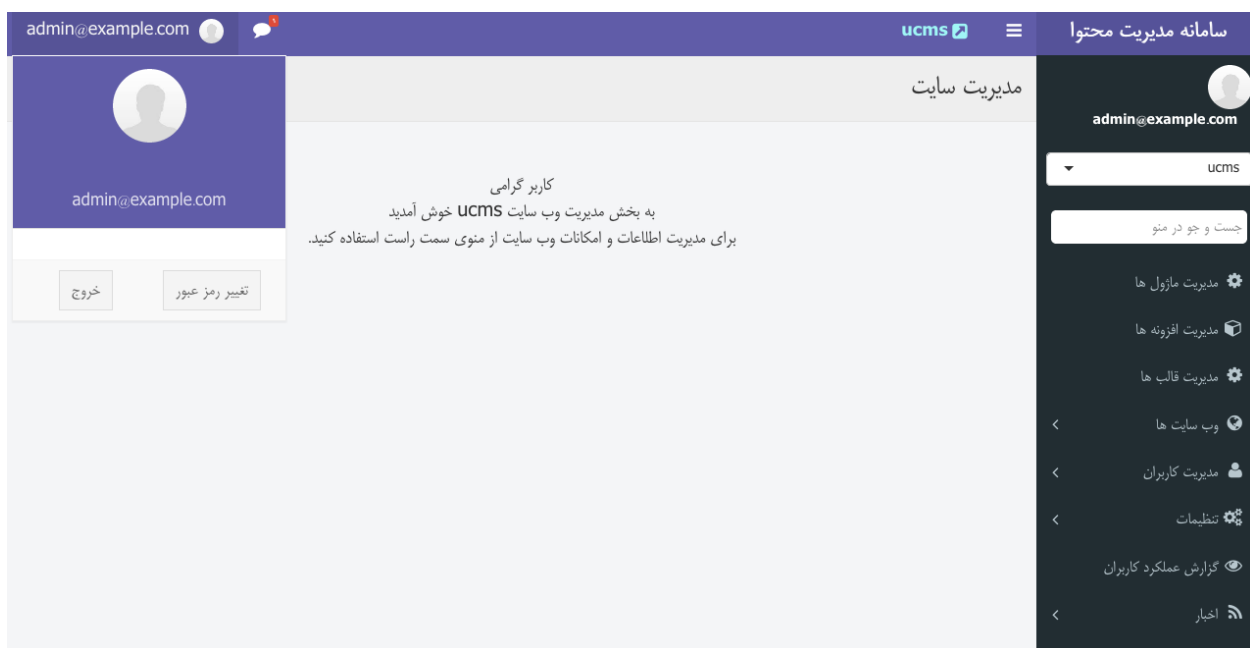 سامانه مدیریت محتوا
ucms
۹
admin@example.com
admin@example.com
ucms
جست و جو در منو
مدیریت ماژول ها
مدیریت افزونه ها
مدیریت قالب ها
وب سایت ها
مدیریت کاربران
تنظیمات
گزارش عملکرد کاربران
اخبار
مدیریت سایت
کاربر گرامی
به بخش مدیریت وب سایت ucms خوش آمدید
برای مدیریت اطلاعات و امکانات وب سایت از منوی سمت راست استفاده کنید.
admin@example.com
تغییر رمز عبور
خروج